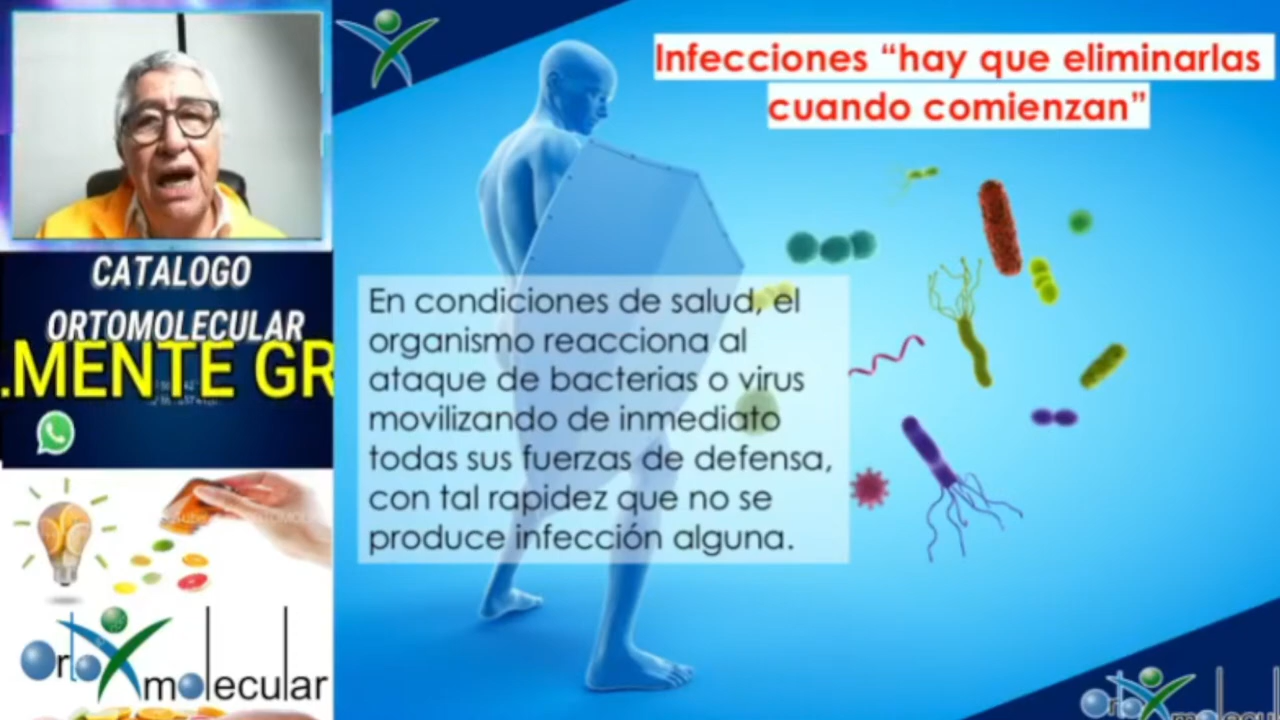 Infecciones “hay que eliminarlas
cuando comienzan”
En condiciones de salud, el
organismo reacciona al
ataque de bacterias o virus
movilizando de inmediato
todas sus fuerzas de defensa,
con tal rapidez que no se
produce infección alguna.
CATALOGO
ORTOMOLECULAR
.MENTE GR
Orto
molecular